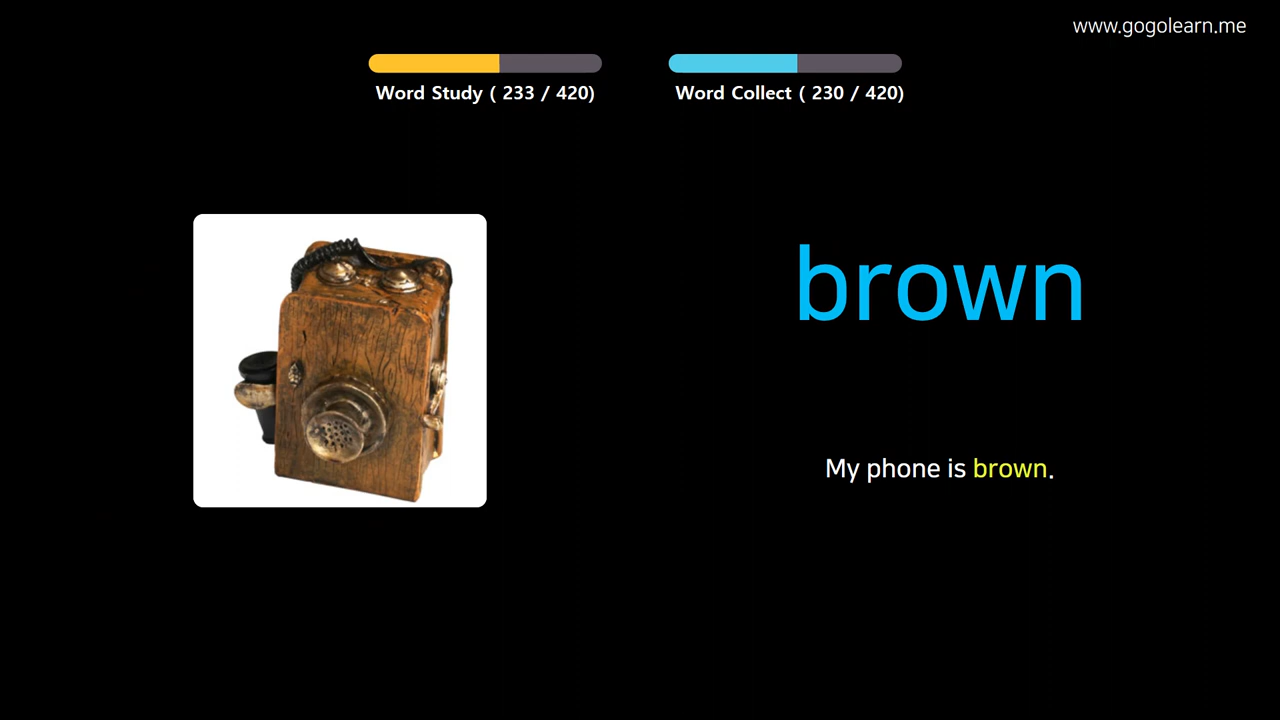 www.gogolearn.me
Word Study ( 233 / 420)
Word Collect ( 230 / 420)
brown
My phone is brown.